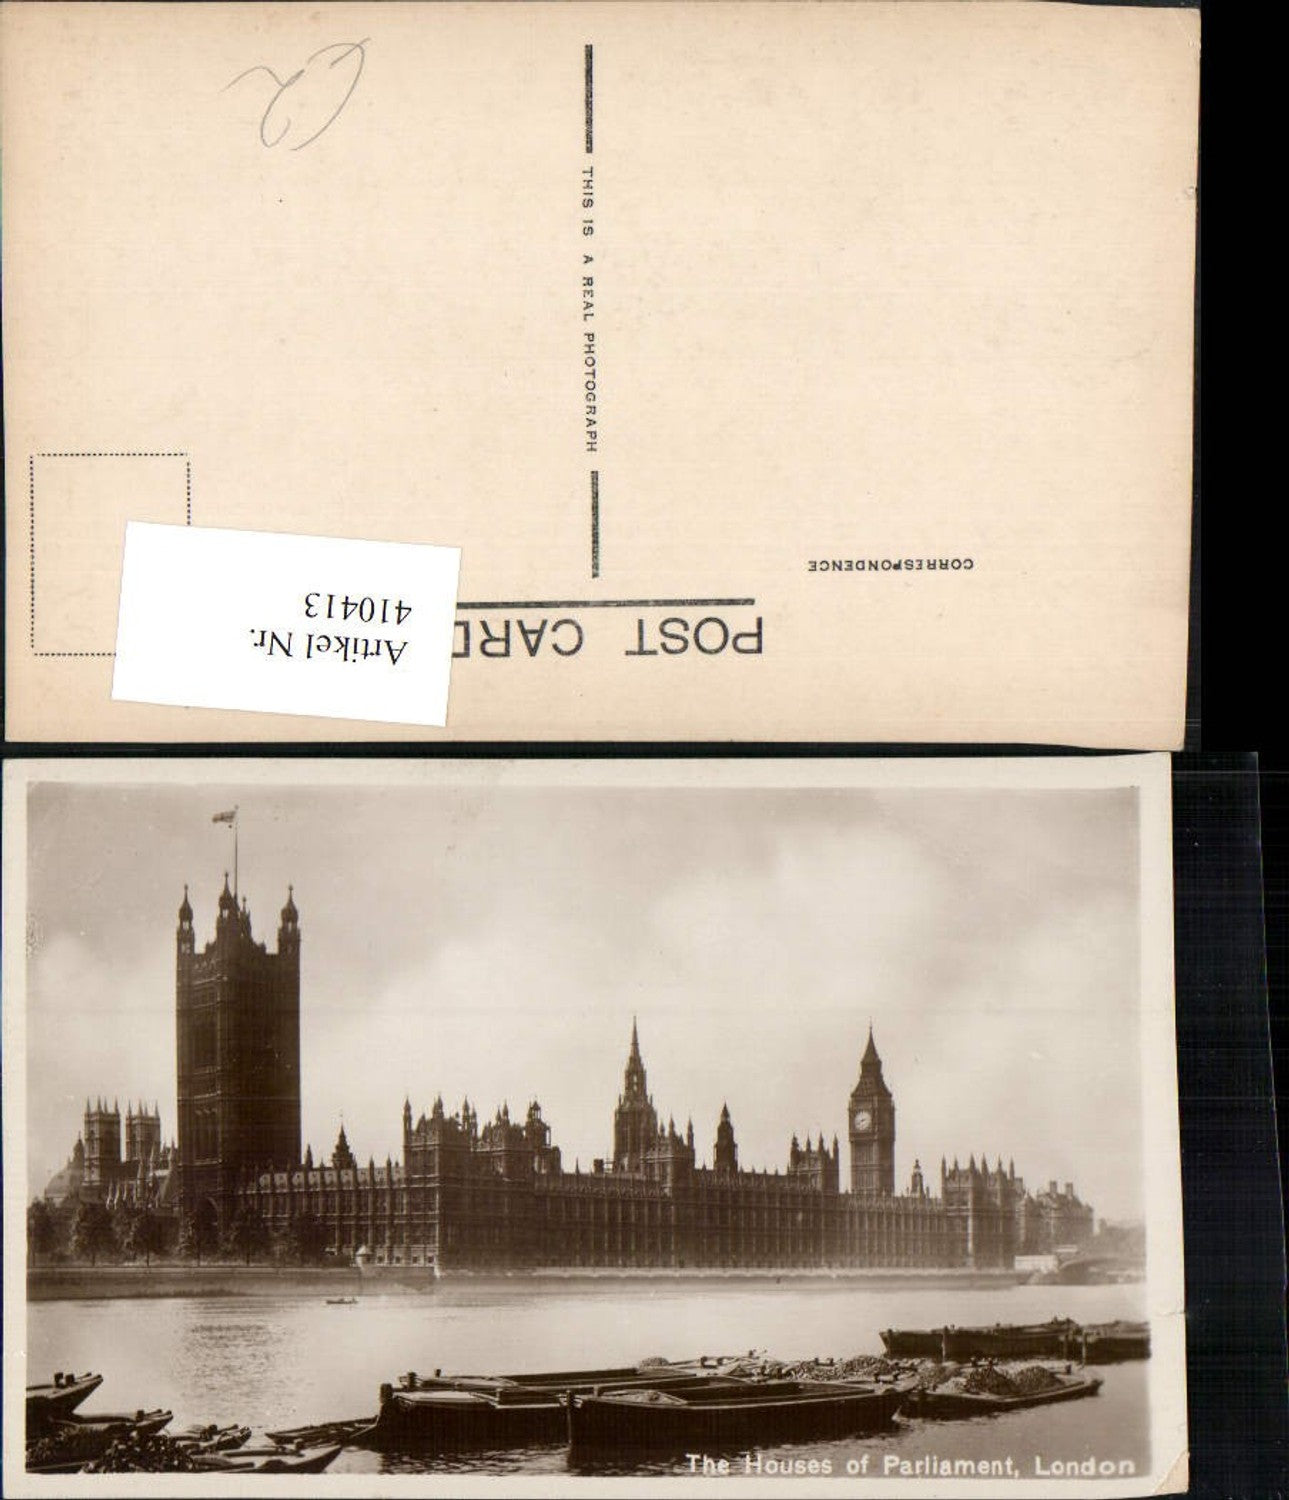 POST CARD
CORRESPONDENCE
THIS IS A REAL PHOTOGRAPH
Artikel Nr.
410413
The Houses of Parliament, London